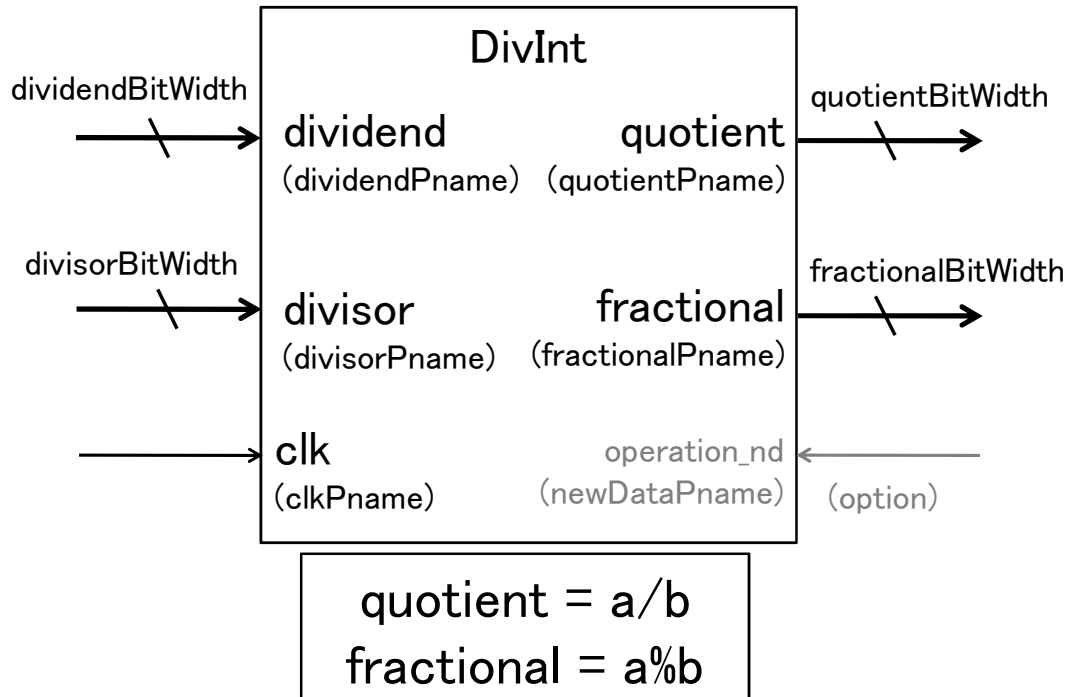 DivInt
dividendBitWidth
quotientBitWidth
dividend
quotient
(dividendPname)
(quotientPname)
divisorBitWidth
fractionalBitWidth
divisor
fractional
(divisorPname)
(fractionalPname)
clk
operation_nd
(clkPname)
(newDataPname)
(option)
quotient = a/b
fractional = a%b